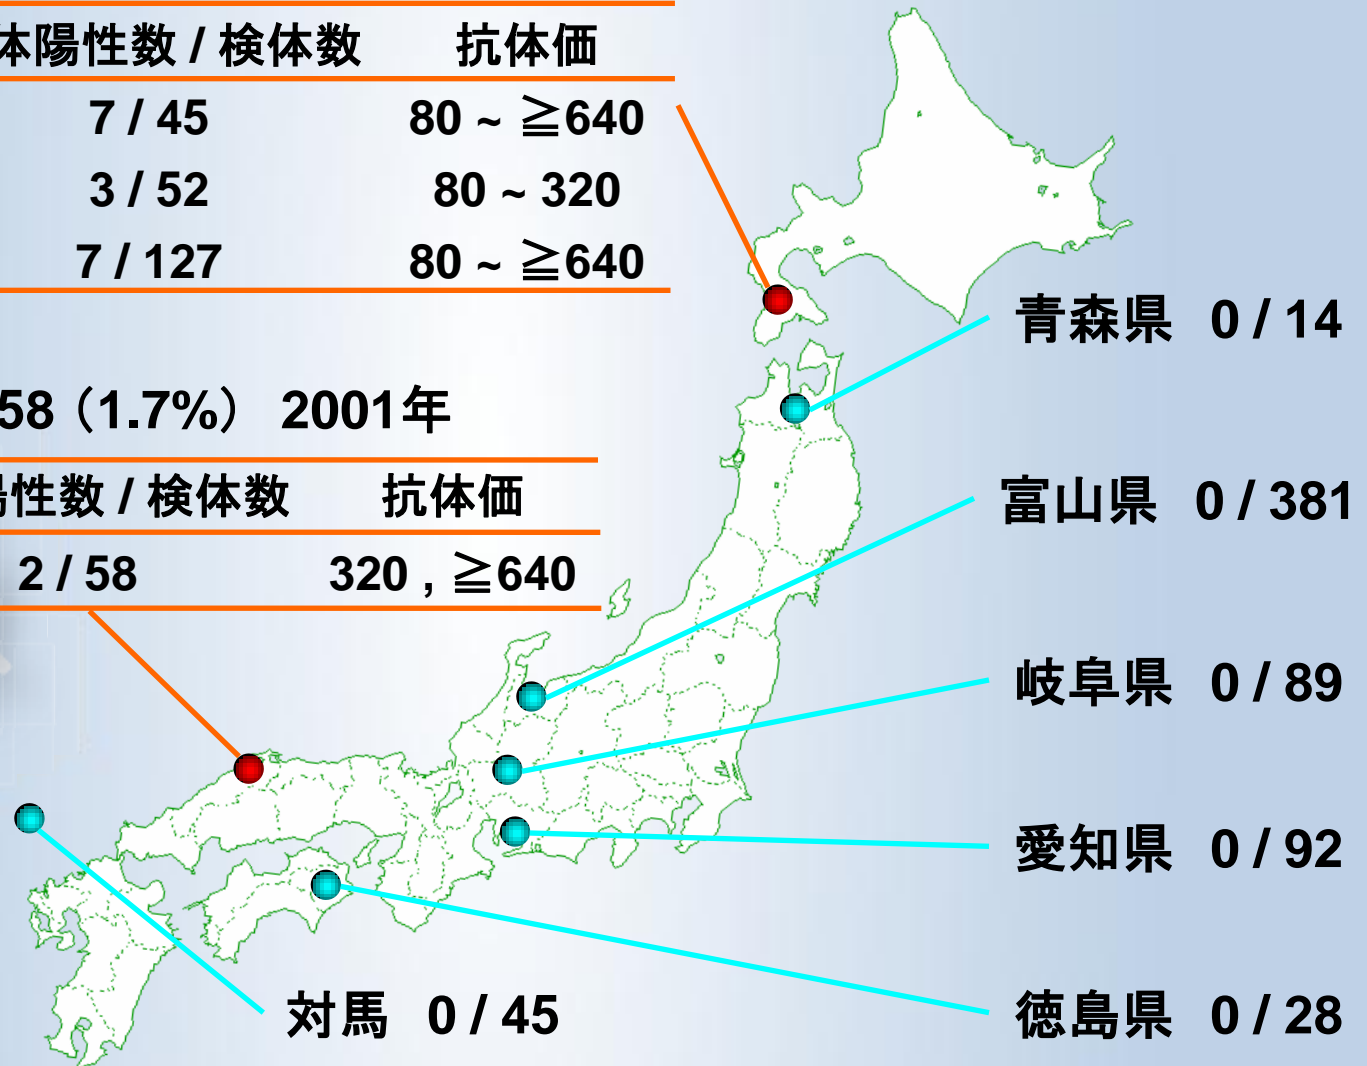 体陽性数 / 検体数 抗体価
7 / 45 80 ~ ≧640
3 / 52 80 ~ 320
7 / 127 80 ~ ≧640
58（1.7%） 2001年
陽性数 / 検体数 抗体価
2 / 58 320 , ≧640
青森県 0 / 14
富山県 0 / 381
岐阜県 0 / 89
愛知県 0 / 92
徳島県 0 / 28
対馬 0 / 45